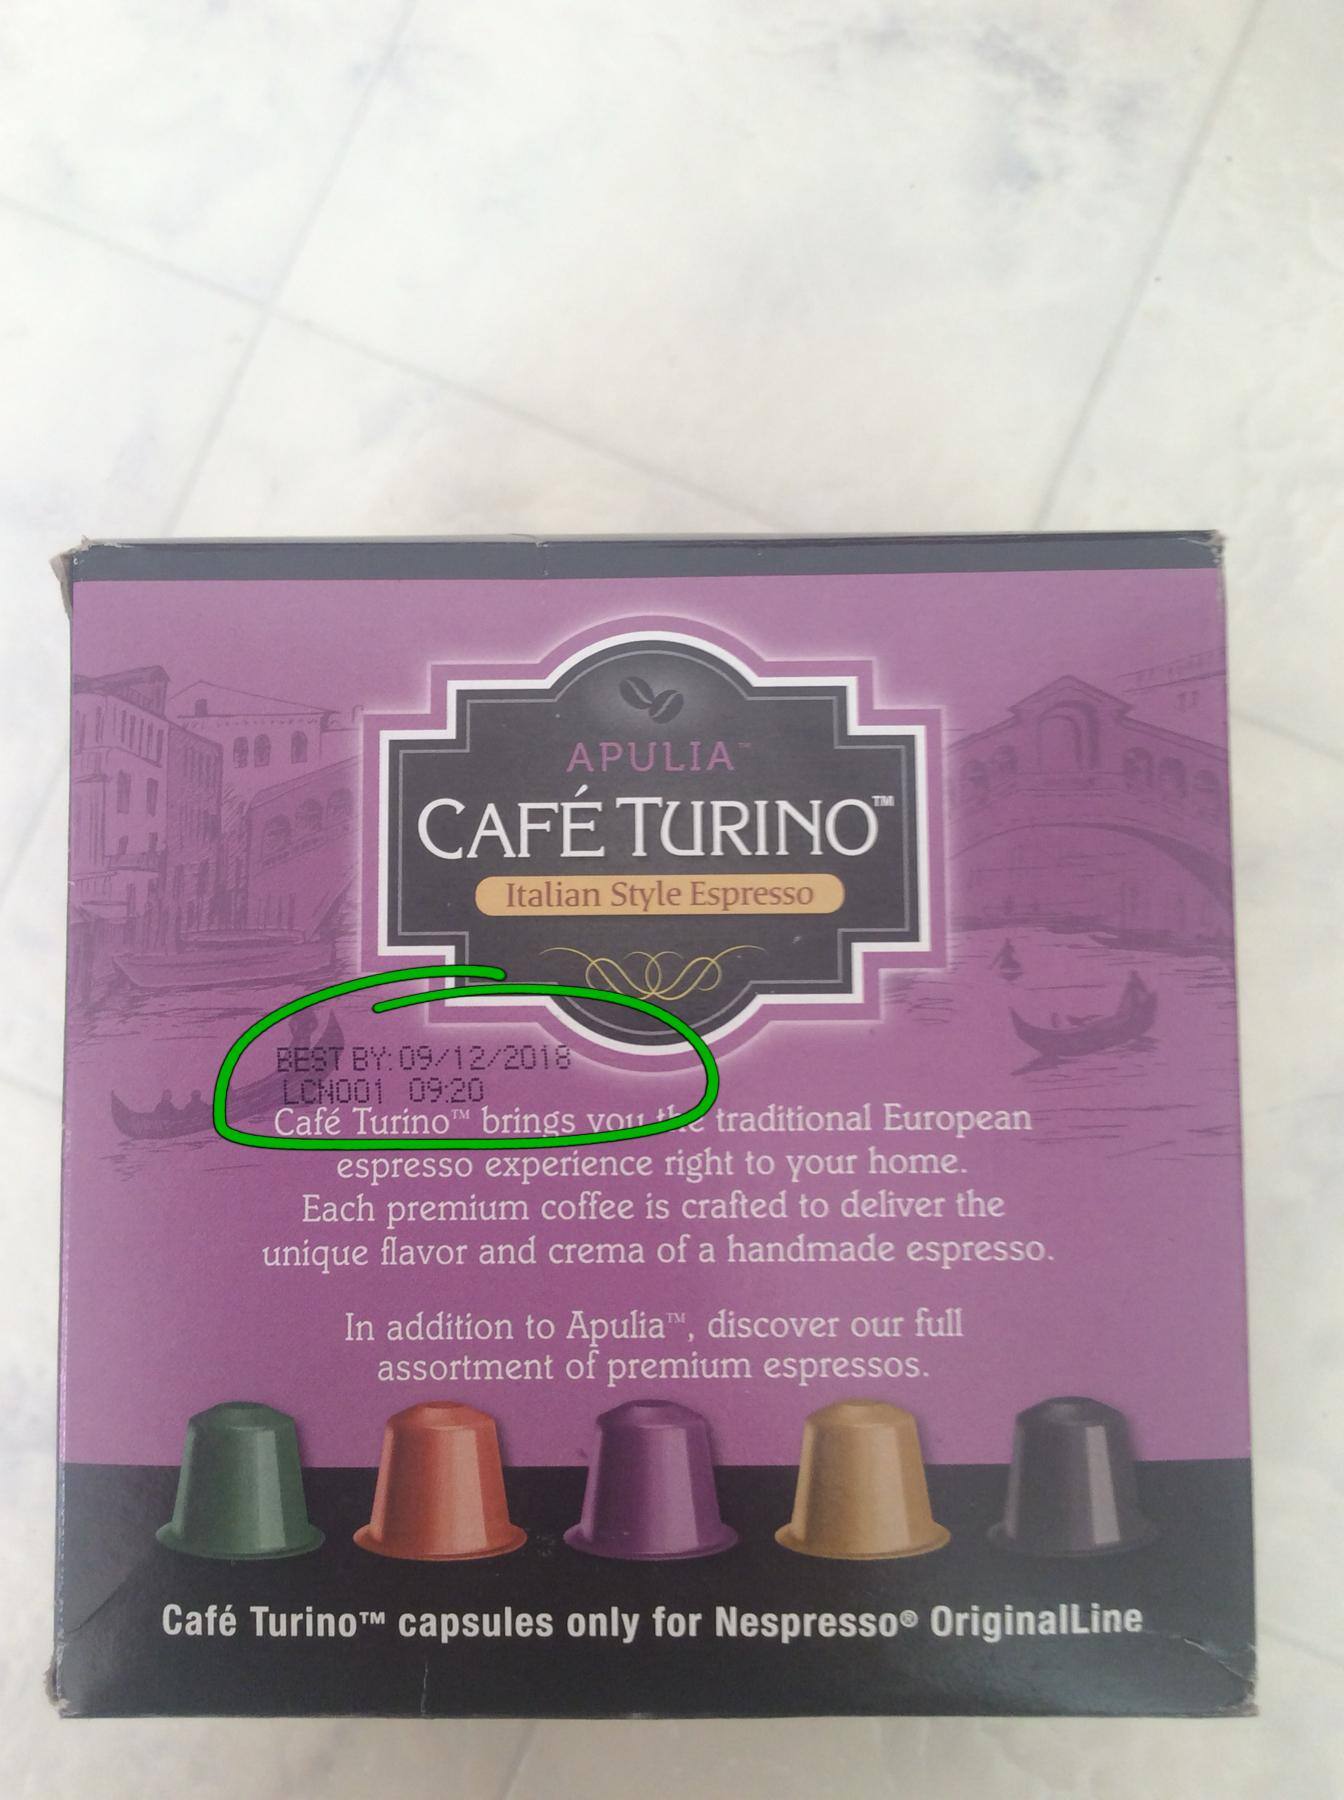 APULIA™
CAFÉ TURINO™
Italian Style Espresso
BEST BY: 09/12/2018
LCN001 09:20
Café Turino™ brings you the traditional European
espresso experience right to your home.
Each premium coffee is crafted to deliver the
unique flavor and crema of a handmade espresso.
In addition to Apulia™, discover our full
assortment of premium espressos.
Café Turino™ capsules only for Nespresso® OriginalLine